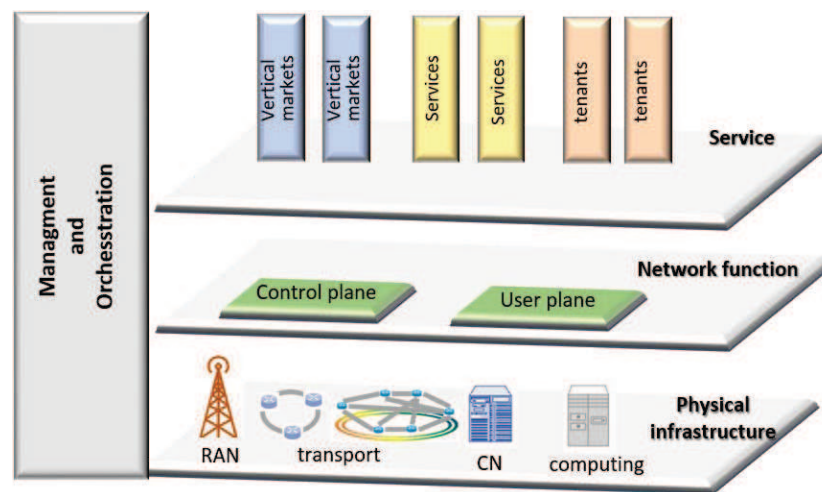 Managment
and
Orchesstration
Vertical
markets
Vertical
markets
Services
Services
tenants
tenants
Service
Network function
Control plane
User plane
Physical
infrastructure
RAN
transport
CN
computing